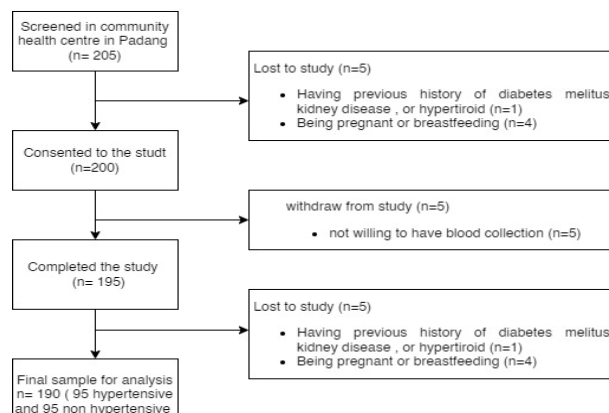 Screened in community
health centre in Padang
(n= 205)
Lost to study (n=5)
• Having previous history of diabetes melitus
kidney disease , or hypertiroid (n=1)
• Being pregnant or breastfeeding (n=4)
Consented to the studt
(n=200)
withdraw from study (n=5)
• not willing to have blood collection (n=5)
Completed the study
(n= 195)
Lost to study (n=5)
• Having previous history of diabetes melitus
kidney disease , or hypertiroid (n=1)
• Being pregnant or breastfeeding (n=4)
Final sample for analysis
n= 190 ( 95 hypertensive
and 95 non hypertensive